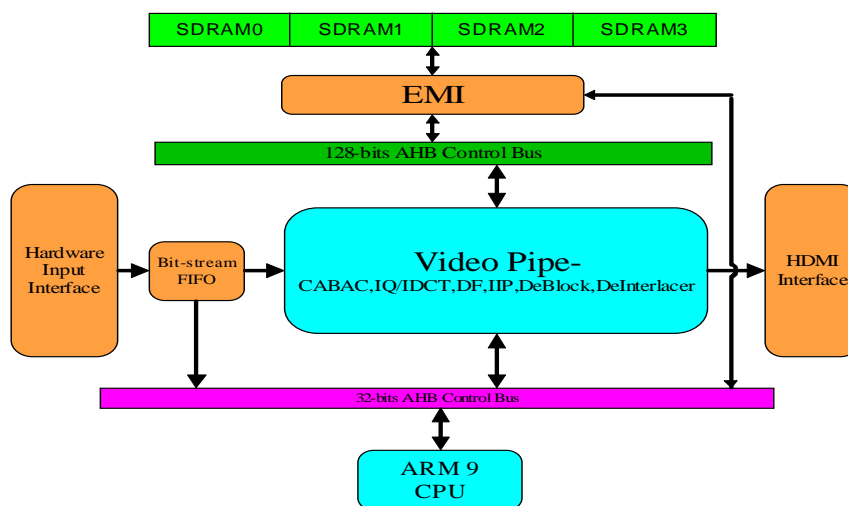 SDRAM0 SDRAM1 SDRAM2 SDRAM3
EMI
128-bits AHB Control Bus
Hardware
Input
Interface
Bit-stream
FIFO
Video Pipe-
CABAC,IQ/IDCT,DF,IIP,DeBlock,DeInterlacer
HDMI
Interface
32-bits AHB Control Bus
ARM 9
CPU